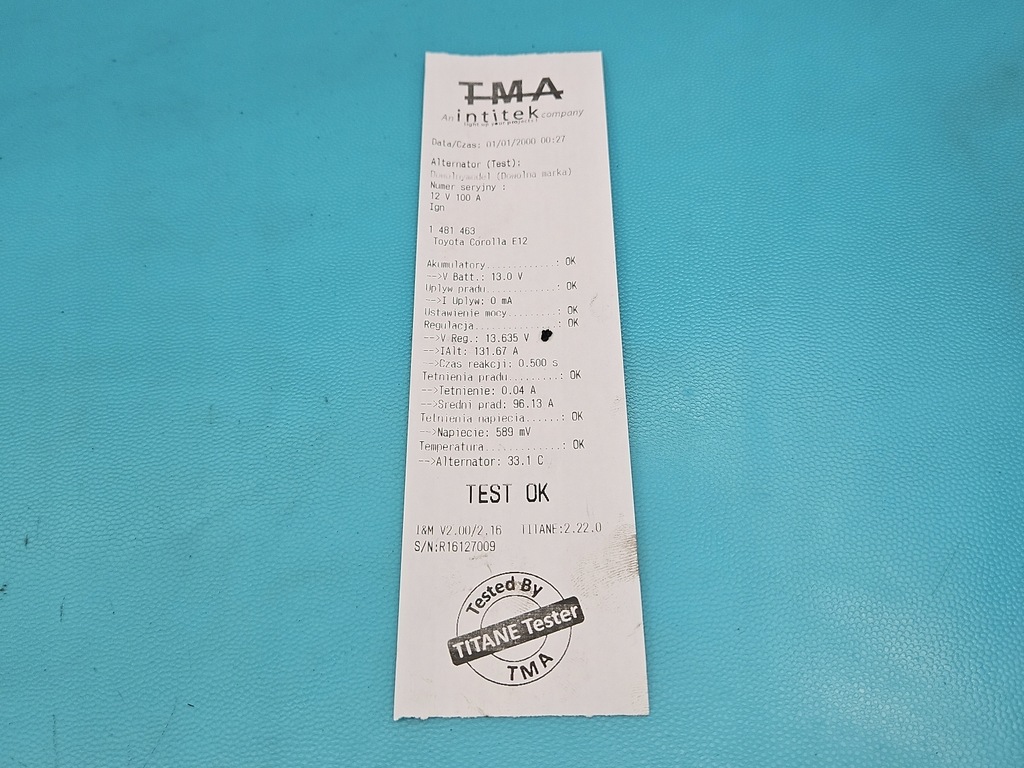 TMA
An intitek company
light up your projects
Data/Czas: 01/01/2000 00:27
Alternator (Test):
(Dowolna marka)
Numer seryjny :
12 V 100 A
Ign
1 481 463
Toyota Corolla E12
Akumulatory............: OK
-->V Batt.: 13.0 V
Uplyw pradu............: OK
-->I Uplyw: 0 mA
Ustawienie mocy........: OK
Regulacja..............: OK
-->V Reg.: 13.635 V
-->IAlt: 131.67 A
-->Czas reakcji: 0.500 s
Tetnienia pradu........: OK
-->Tetnienie: 0.04 A
-->Sredni prad: 96.13 A
Tetnienia napiecia......: OK
-->Napiecie: 589 mV
Temperatura............: OK
-->Alternator: 33.1 C
TEST OK
I&M V2.00/2.16 TITANE:2.22.0
S/N:R16127009
Tested By
TITANE Tester
TMA